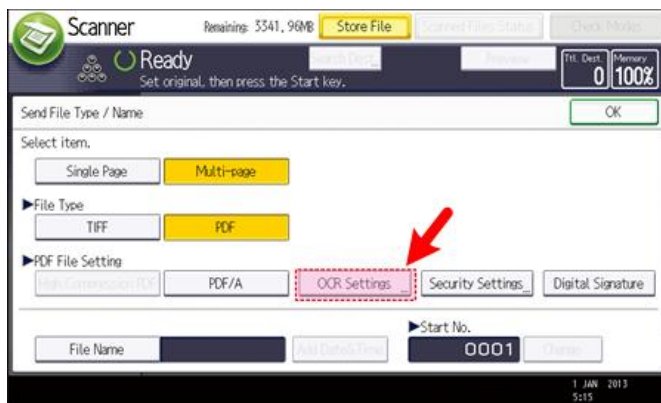 Scanner
Remaining: 3341, 96MB
Store File
Scanned Files Status
Check Modes
Ready
Search Dest.
Preview
Ttl. Dest.
0
Memory
100%
Set original. then press the Start key.
Send File Type / Name
OK
Select item.
Single Page
Multi-page
►File Type
TIFF
PDF
►PDF File Setting
High Compression PDF
PDF/A
OCR Settings
Security Settings
Digital Signature
►Start No.
File Name
Add Date&Time
0001
Change
1 JAN 2013
5:15